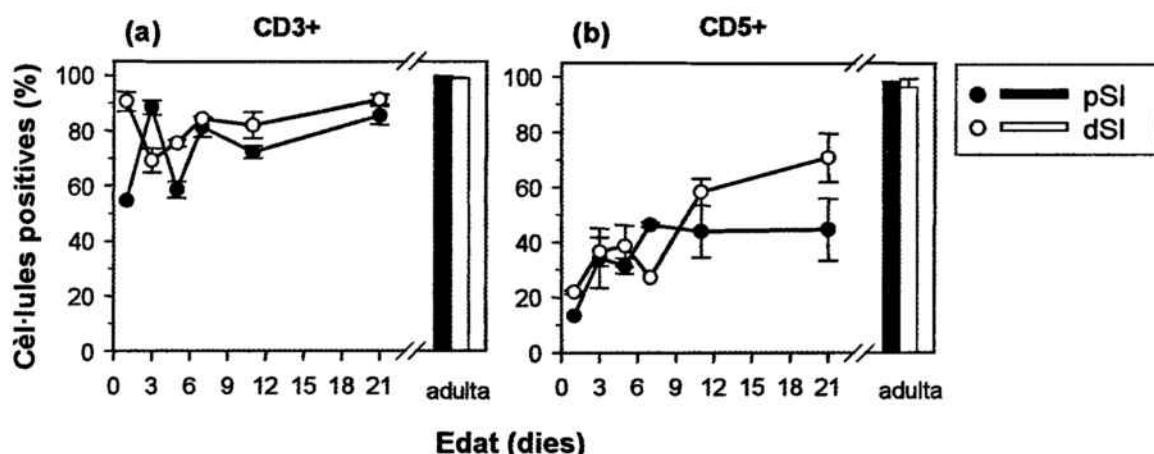 (a) CD3+
(b) CD5+
Cèl·lules positives (%)
100
80
60
40
20
0
0 3 6 9 12 15 18 21 adulta
100
80
60
40
20
0
0 3 6 9 12 15 18 21 adulta
pSI
dSI
Edat (dies)